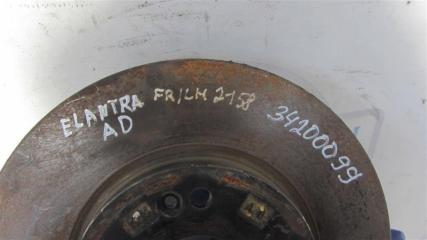 ELANTRA
AD
FR/LH 2158
34200099